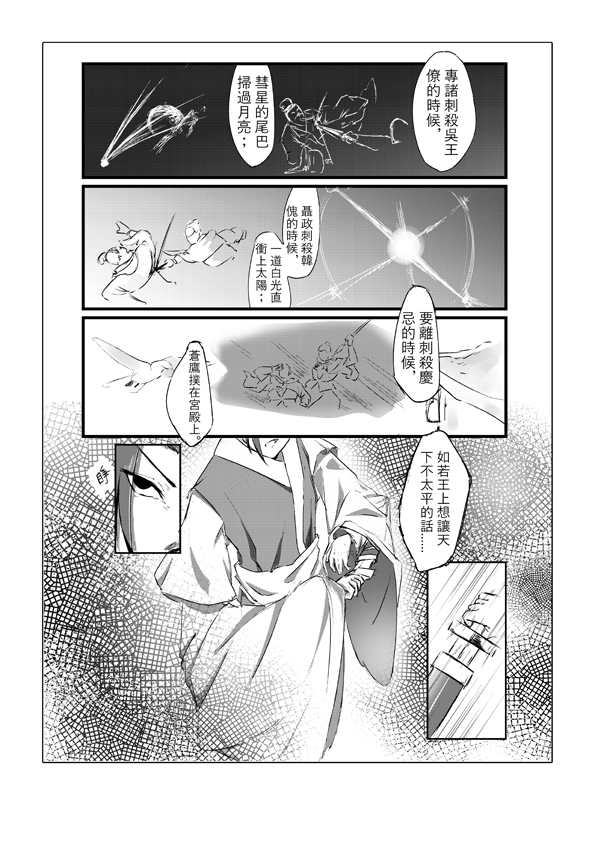 專諸刺殺吳王
僚的時候，
彗星的尾巴
掃過月亮；
聶政刺殺韓
傀的時候，
一道白光直
衝上太陽；
要離刺殺慶
忌的時候，
蒼鷹撲在宮殿上。
如若王上想讓天
下不太平的話……
睜